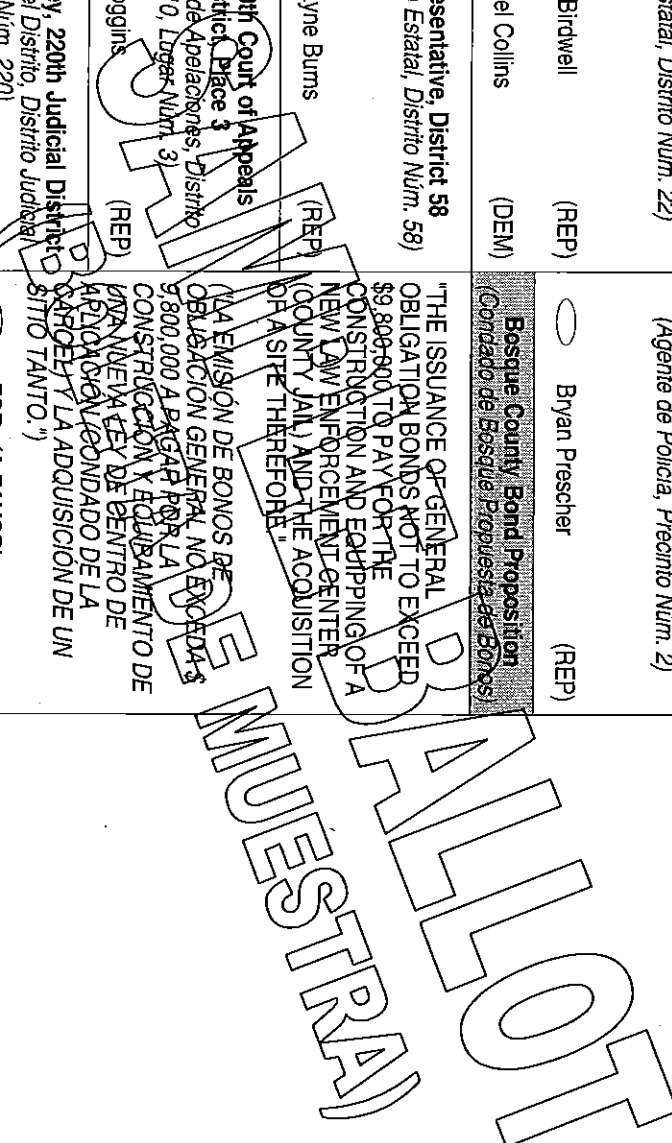 Estatal, Distrito Núm. 22)
Birdwell (REP)
el Collins (DEM)
esentative, District 58
Estatal, Distrito Núm. 58)
yne Burns (REP)
th Court of Appeals
strict, Place 3
de Apelaciones, Distrito
10, Lugar Núm. 3)
oggins (REP)
ey, 220th Judicial District
el Distrito, Distrito Judicial
Núm. 220)
(Agente de Policía, Precinto Núm. 2)
Bryan Prescher (REP)
Bosque County Bond Proposition
(Condado de Bosque Propuesta de Bonos)
"THE ISSUANCE OF GENERAL
OBLIGATION BONDS NOT TO EXCEED
$9,800,000 TO PAY FOR THE
CONSTRUCTION AND EQUIPPING OF A
NEW LAW ENFORCEMENT CENTER
(COUNTY JAIL) AND THE ACQUISITION
OF A SITE THEREFORE."
("LA EMISIÓN DE BONOS DE
OBLIGACIÓN GENERAL NO EXCEDA $
9,800,000 A PAGAR POR LA
CONSTRUCCIÓN Y EQUIPAMIENTO DE
UNA NUEVA LEY DE CENTRO DE
APLICACIÓN (CONDADO DE LA
CÁRCEL) Y LA ADQUISICIÓN DE UN
SITIO TANTO.")
SAMPLE BALLOT
DE MUESTRA)